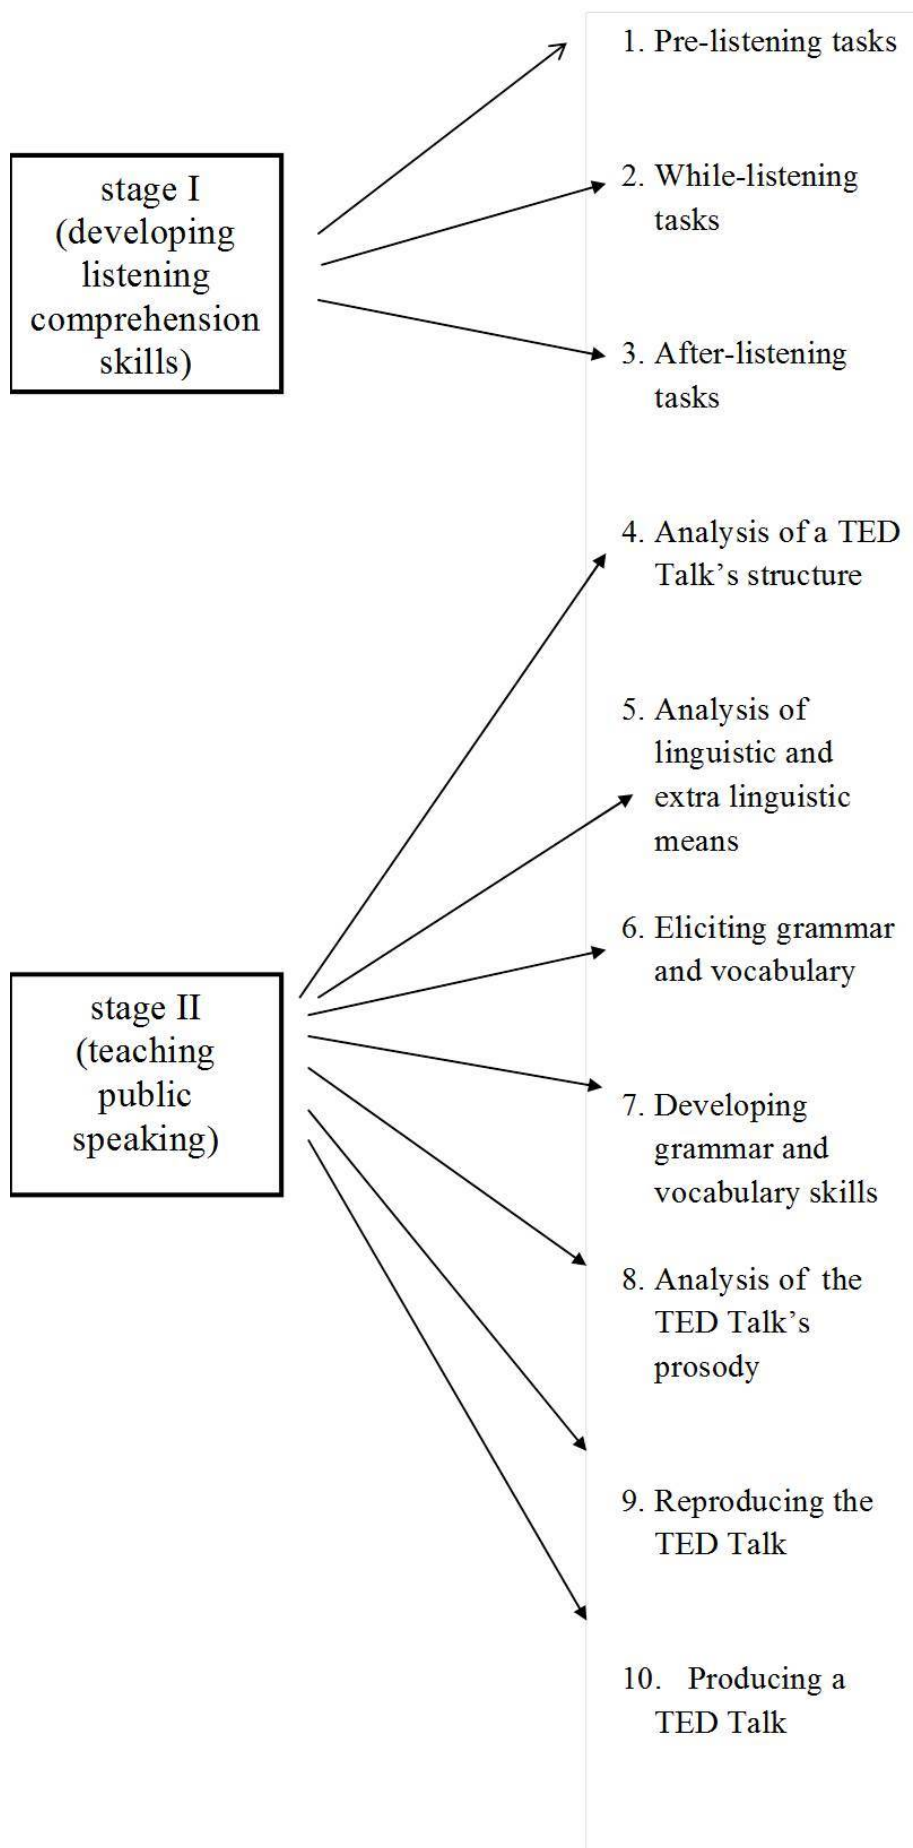 1. Pre-listening tasks
stage I
(developing
listening
comprehension
skills)
2. While-listening
tasks
3. After-listening
tasks
4. Analysis of a TED
Talk’s structure
5. Analysis of
linguistic and
extra linguistic
means
6. Eliciting grammar
and vocabulary
stage II
(teaching
public
speaking)
7. Developing
grammar and
vocabulary skills
8. Analysis of the
TED Talk’s
prosody
9. Reproducing the
TED Talk
10. Producing a
TED Talk